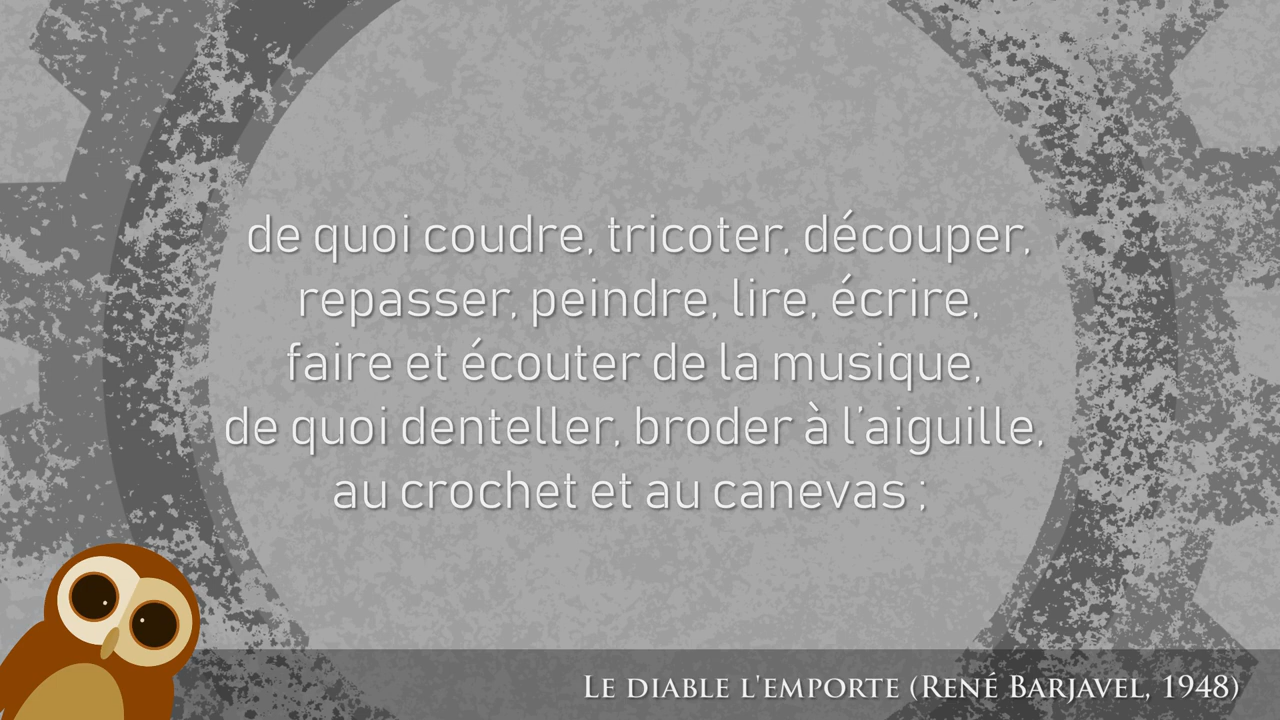 de quoi coudre, tricoter, découper,
repasser, peindre, lire, écrire,
faire et écouter de la musique,
de quoi denteller, broder à l’aiguille,
au crochet et au canevas ;
Le diable l'emporte (René Barjavel, 1948)